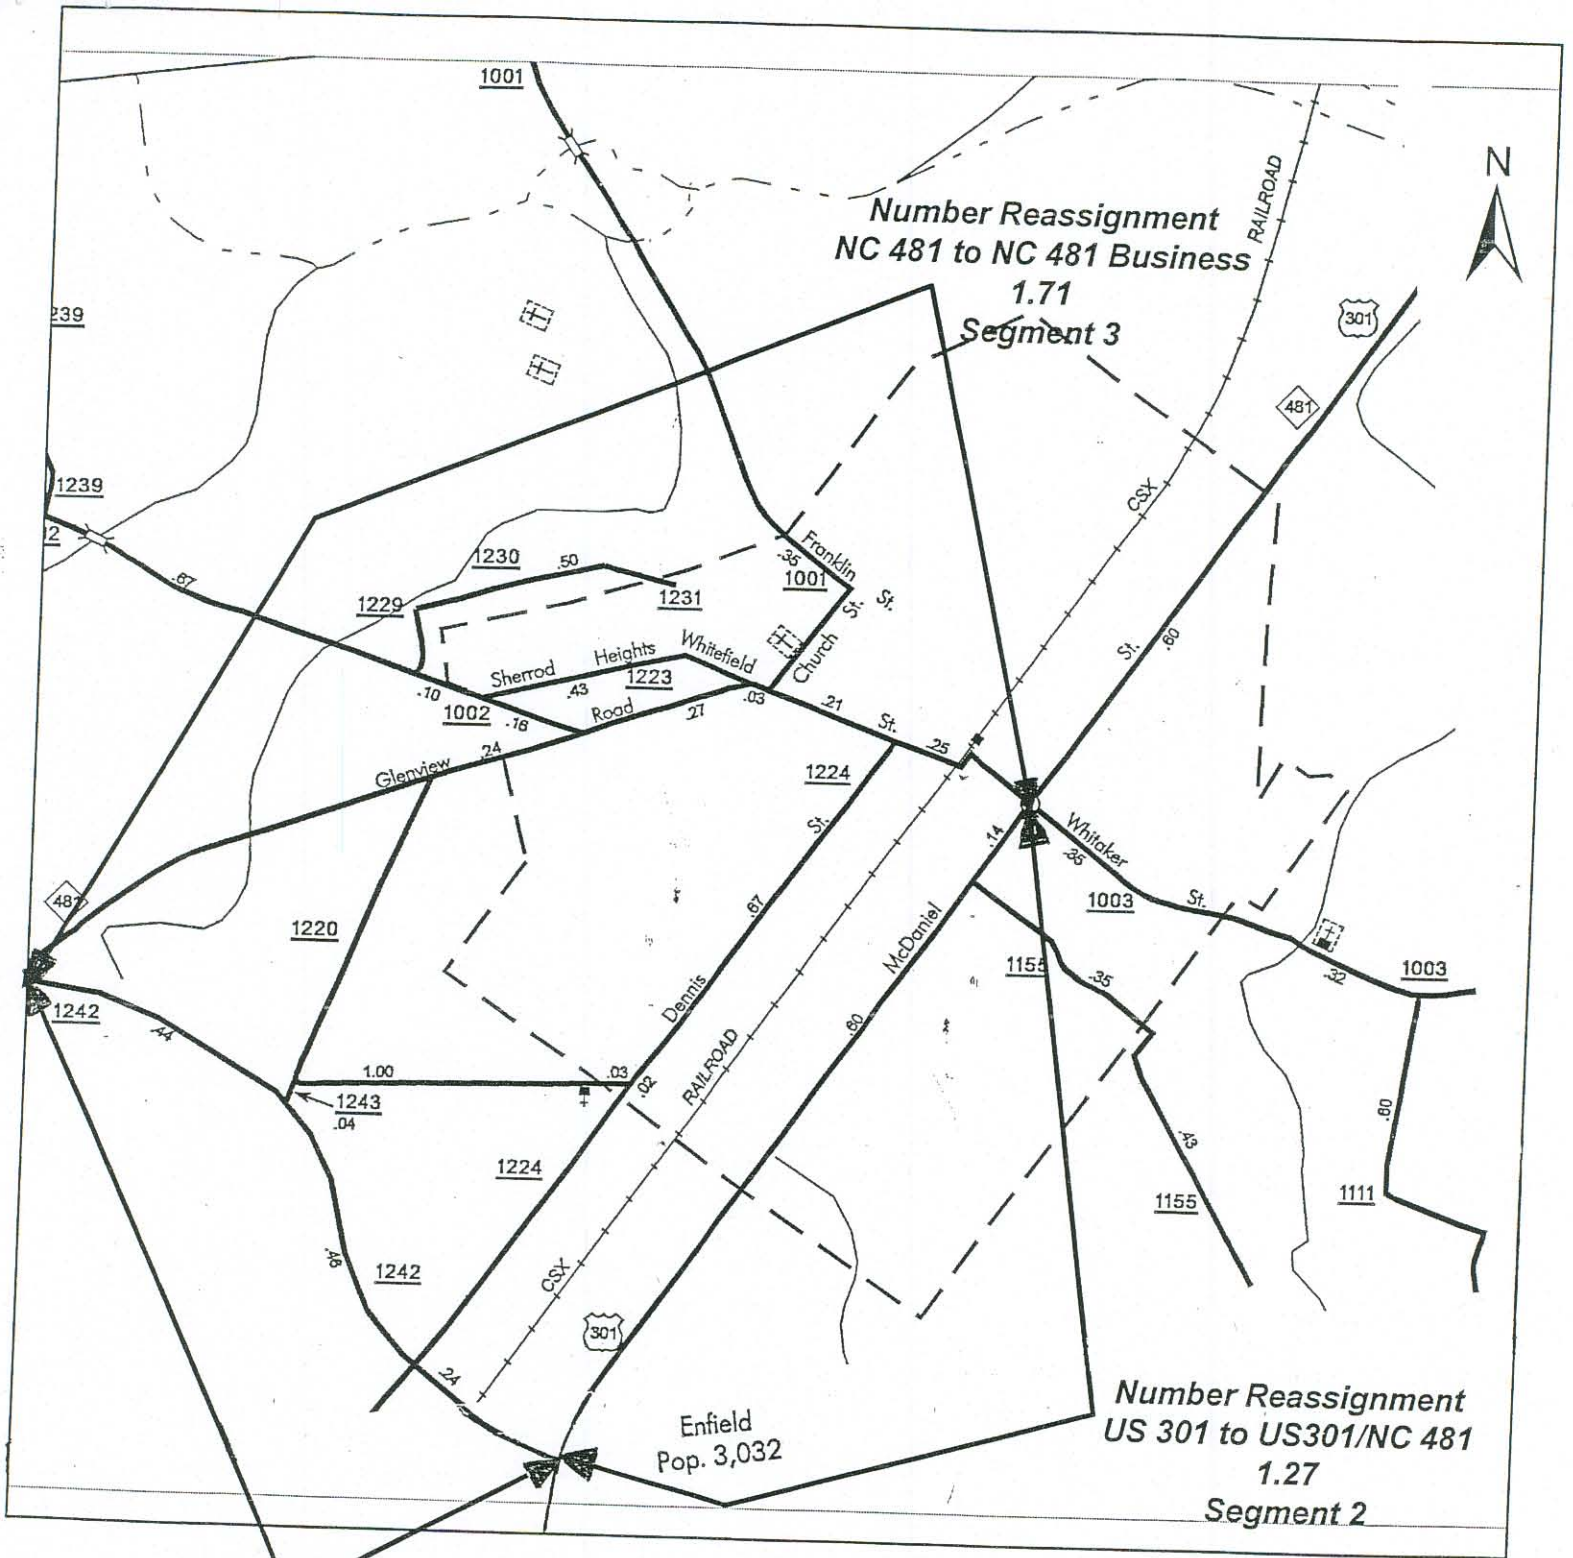 1001
N
RAILROAD
Number Reassignment
NC 481 to NC 481 Business
1.71
Segment 3
301
239
481
1239
2
CSX
.87
1230
.50
Franklin
St.
.35
1001
1229
1231
St.
Church
St.
.60
Sherrod Heights Whitefield
.43
1223
.10
1002
.18
Road
.27
.03
.21
St.
.25
.24
Glenview
1224
St.
.14
Whitaker
.35
1003
St.
481
1220
.67
McDaniel
1155
.35
.32
1003
1242
.44
Dennis
.60
1.00
.03
.02
RAILROAD
1243
.04
.43
.60
1224
1155
1111
.46
1242
CSX
301
.24
Enfield
Pop. 3,032
Number Reassignment
US 301 to US301/NC 481
1.27
Segment 2